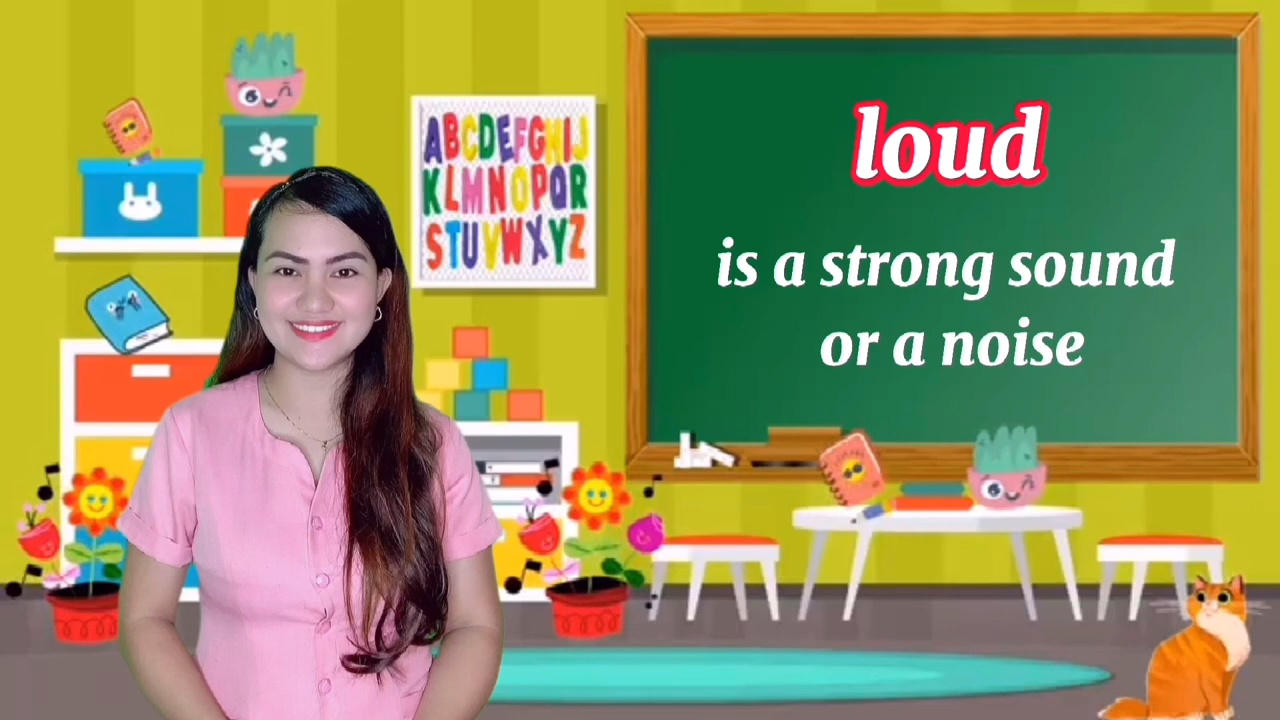 ABCDEFGHIJ
KLMNOPQR
STUVWXYZ
loud
is a strong sound
or a noise